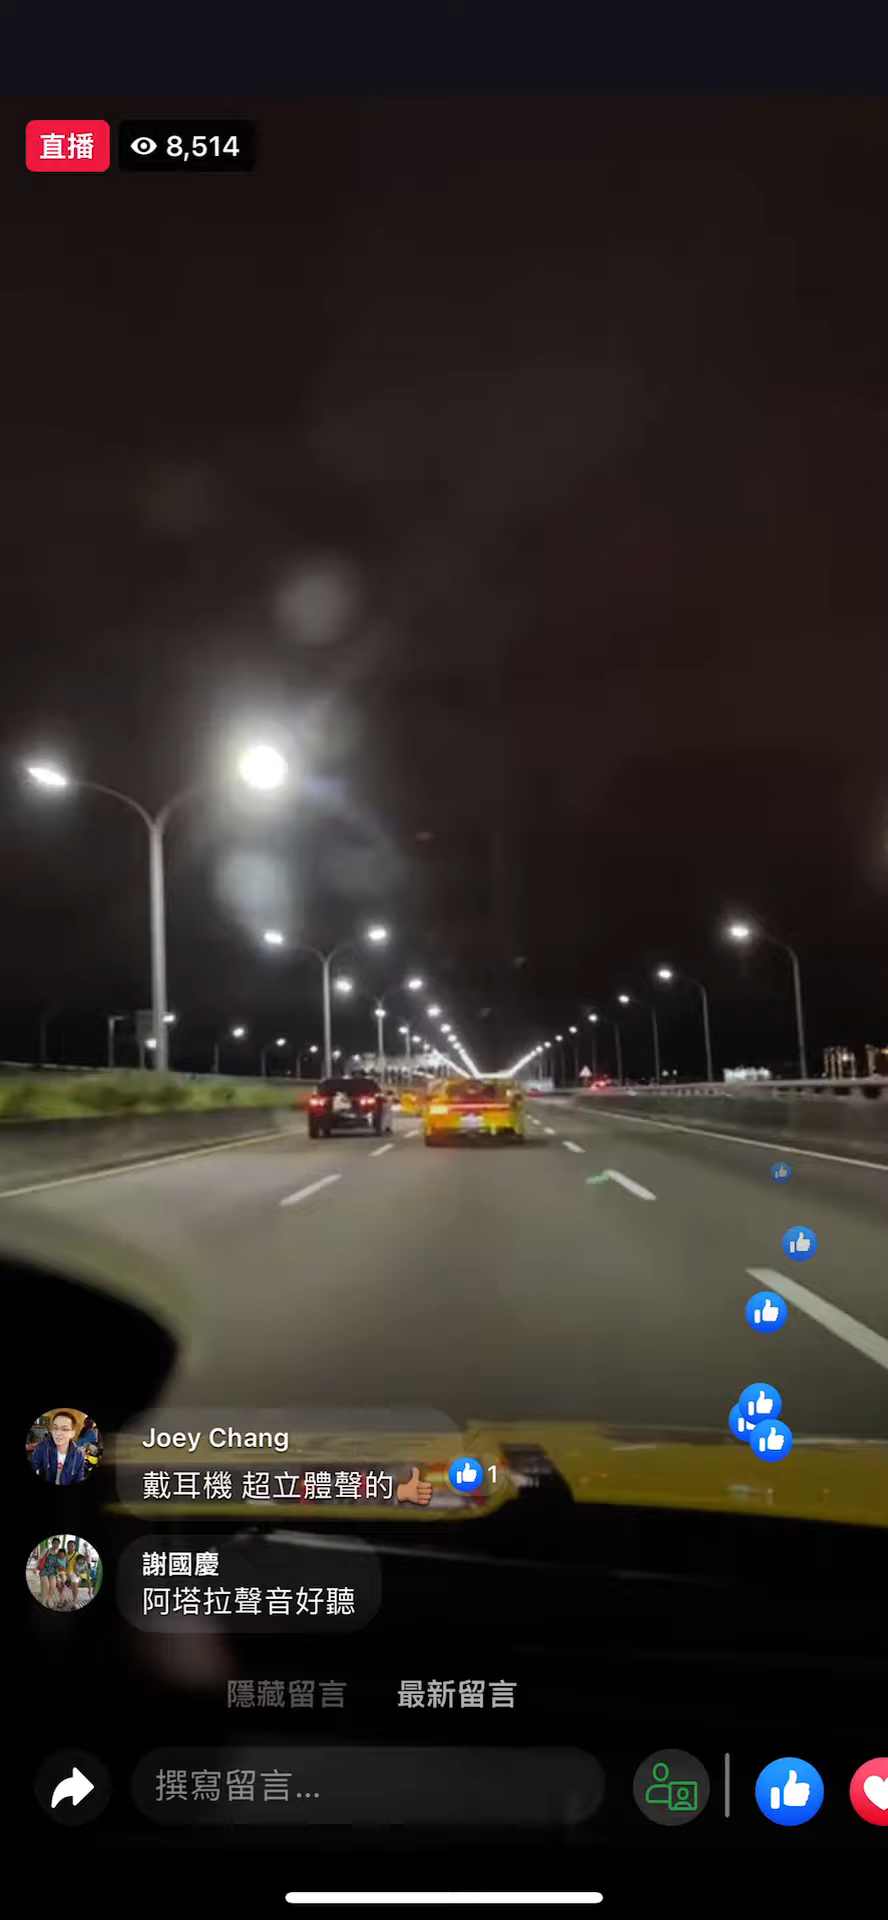 直播 8,514
Joey Chang
戴耳機 超立體聲的👍🏽 1
謝國慶
阿塔拉聲音好聽
隱藏留言 最新留言
撰寫留言...